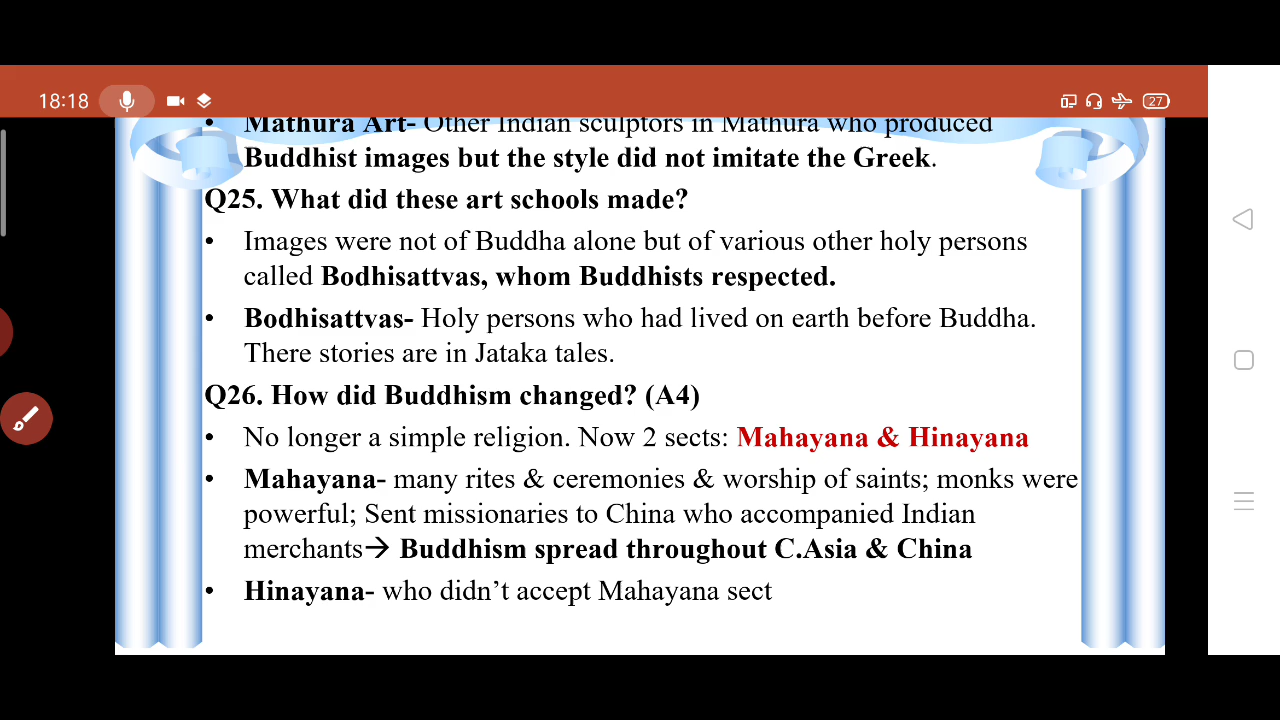 18:18
27
• Mathura Art- Other Indian sculptors in Mathura who produced
Buddhist images but the style did not imitate the Greek.
Q25. What did these art schools made?
• Images were not of Buddha alone but of various other holy persons
called Bodhisattvas, whom Buddhists respected.
• Bodhisattvas- Holy persons who had lived on earth before Buddha.
There stories are in Jataka tales.
Q26. How did Buddhism changed? (A4)
• No longer a simple religion. Now 2 sects: Mahayana & Hinayana
• Mahayana- many rites & ceremonies & worship of saints; monks were
powerful; Sent missionaries to China who accompanied Indian
merchants→ Buddhism spread throughout C.Asia & China
• Hinayana- who didn’t accept Mahayana sect